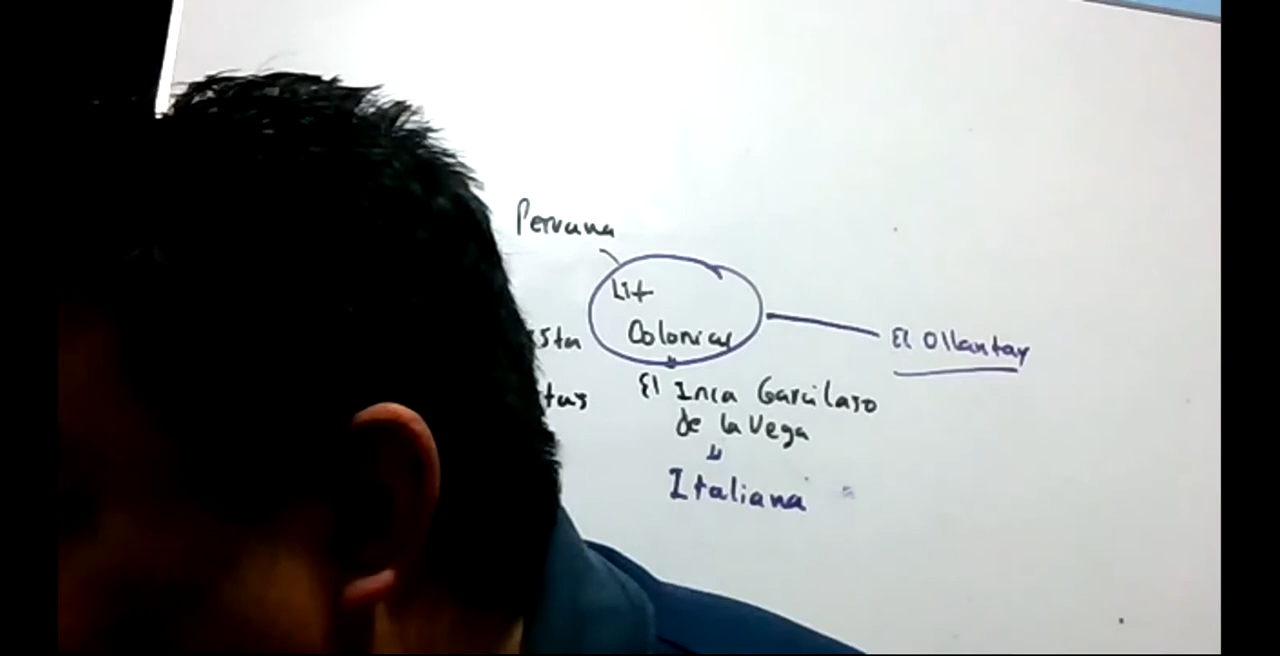 Peruana
Lit
Colonial
El Ollantay
El Inca Garcilaso
de la Vega
Italiana